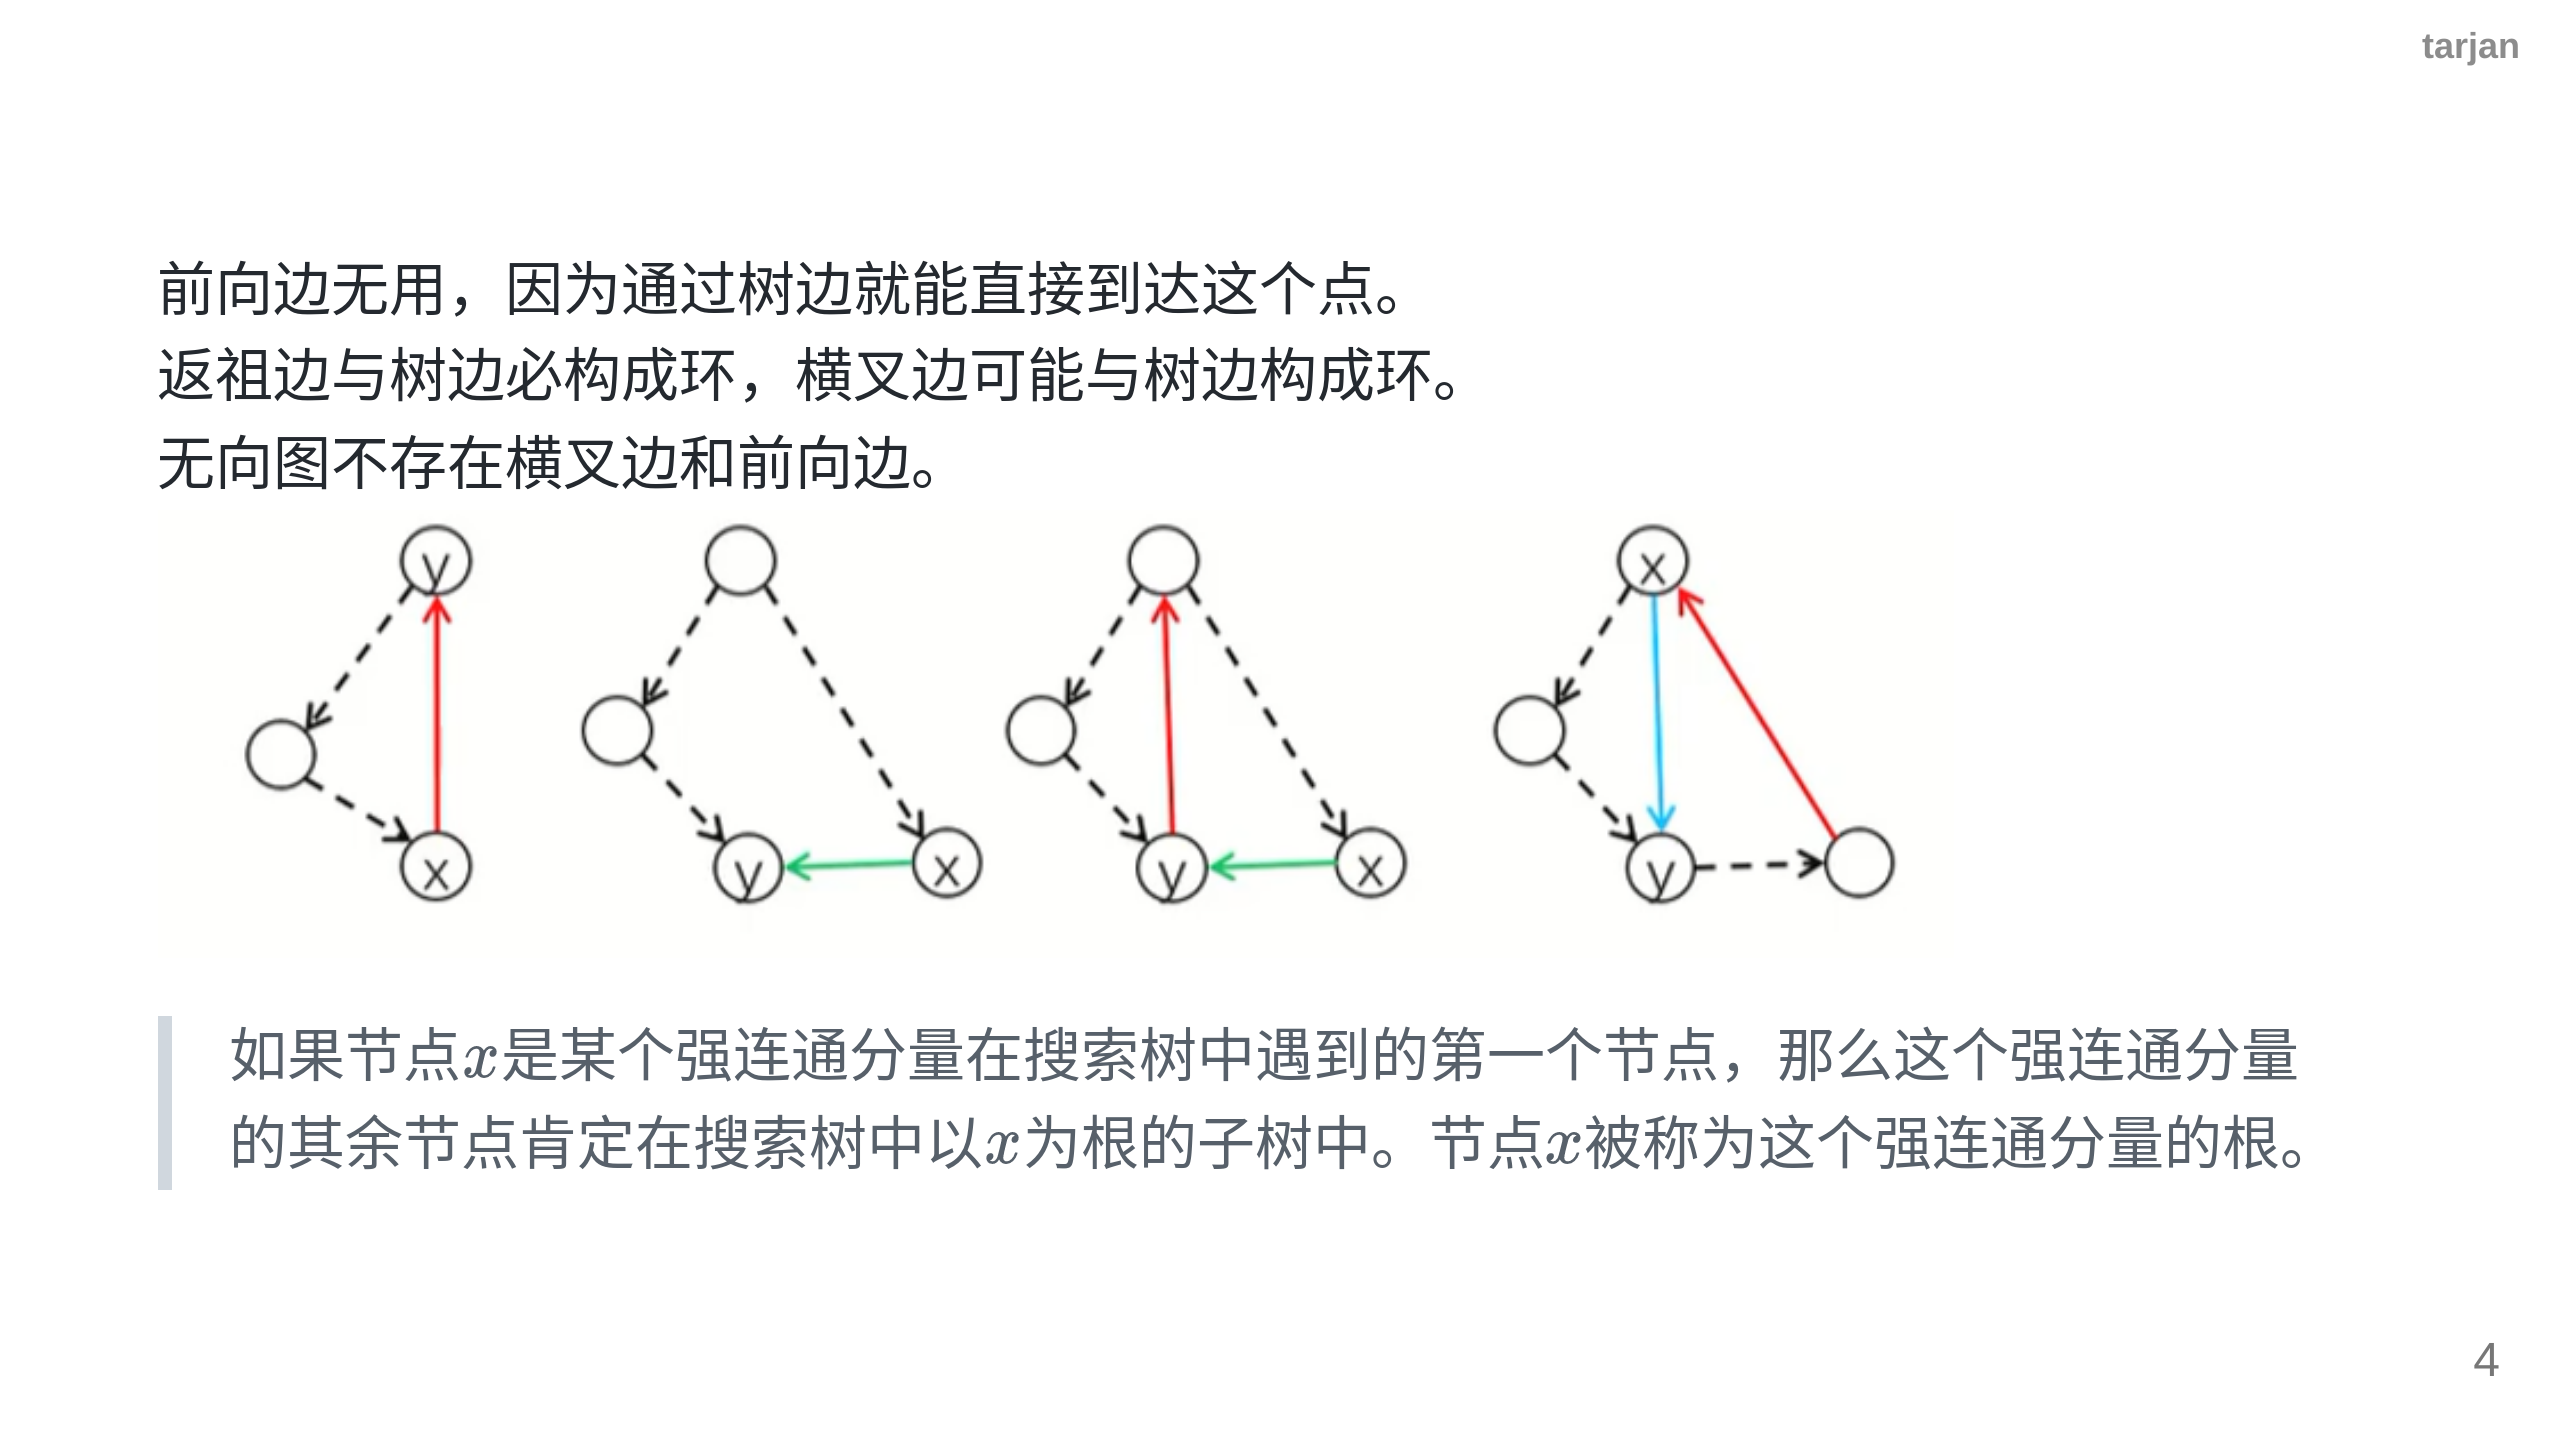 tarjan
前向边无用，因为通过树边就能直接到达这个点。
返祖边与树边必构成环，横叉边可能与树边构成环。
无向图不存在横叉边和前向边。
y
x
y
x
y
x
x
y
如果节点x是某个强连通分量在搜索树中遇到的第一个节点，那么这个强连通分量
的其余节点肯定在搜索树中以x为根的子树中。节点x被称为这个强连通分量的根。
4